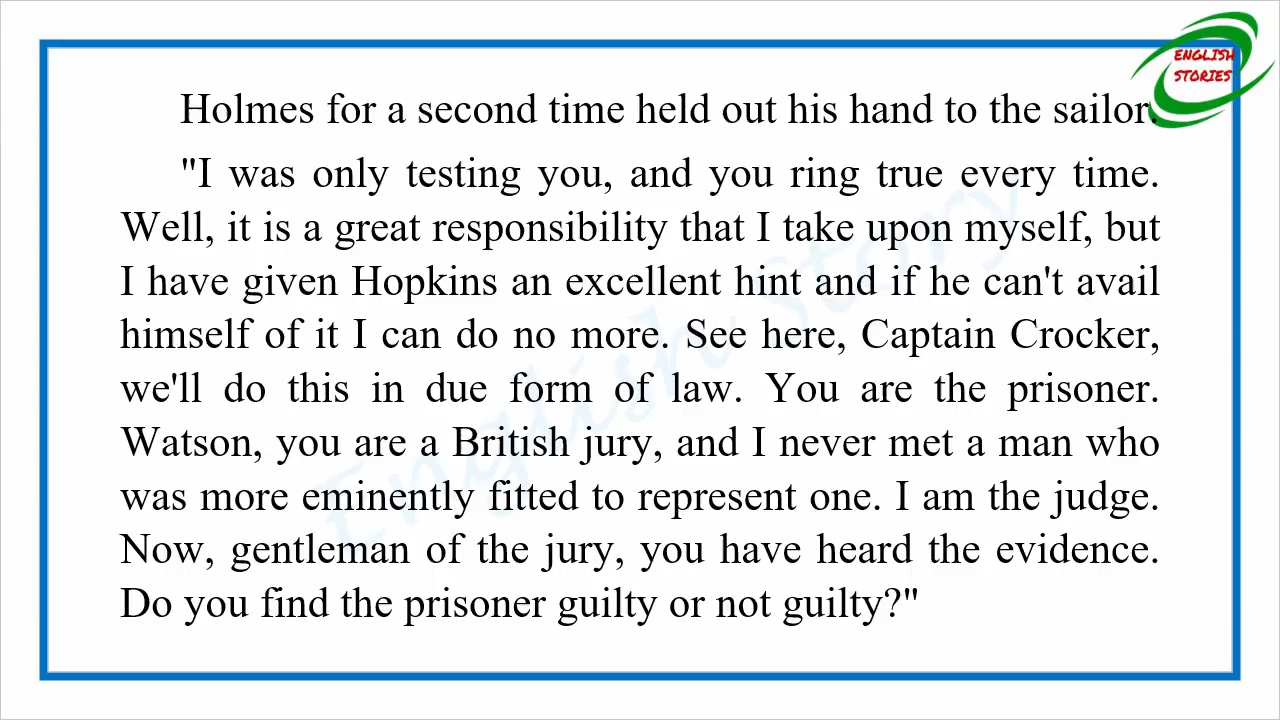 ENGLISH
STORIES
Holmes for a second time held out his hand to the sailor.
"I was only testing you, and you ring true every time.
Well, it is a great responsibility that I take upon myself, but
I have given Hopkins an excellent hint and if he can't avail
himself of it I can do no more. See here, Captain Crocker,
we'll do this in due form of law. You are the prisoner.
Watson, you are a British jury, and I never met a man who
was more eminently fitted to represent one. I am the judge.
Now, gentleman of the jury, you have heard the evidence.
Do you find the prisoner guilty or not guilty?"
English Story